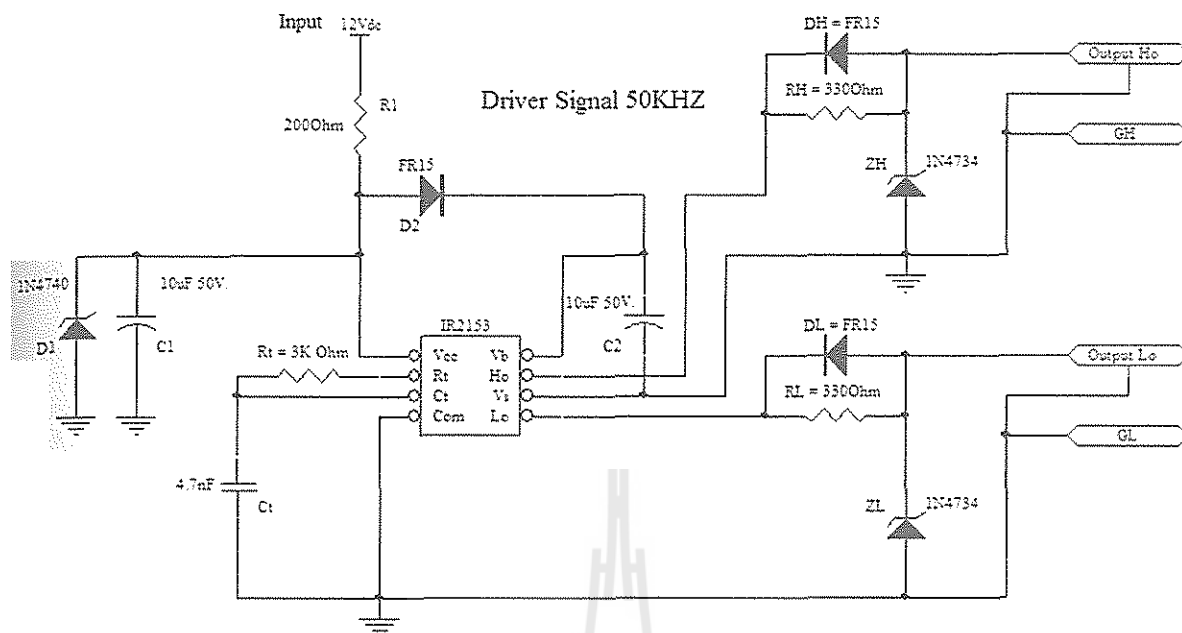 Input 12Vdc
R1
200Ohm
Driver Signal 50KHZ
DH = FR15
RH = 330Ohm
Output Ho
GH
ZH
1N4734
FR15
D2
1N4740
D1
10uF 50V.
C1
10uF 50V.
C2
IR2153
Rt = 3K Ohm
Vcc
Vb
Rt
Ho
Ct
Vs
Com
Lo
4.7nF
Ct
DL = FR15
RL = 330Ohm
Output Lo
GL
ZL
1N4734